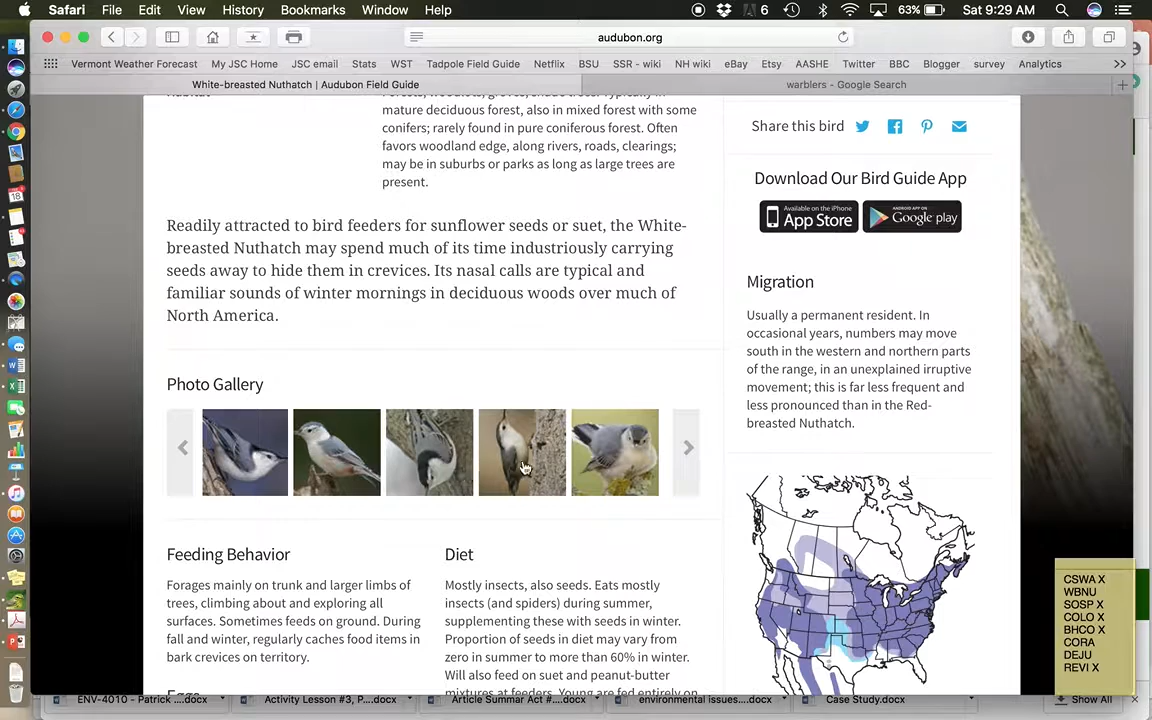 Safari File Edit View History Bookmarks Window Help
6 63% Sat 9:29 AM
audubon.org
Vermont Weather Forecast My JSC Home JSC email Stats WST Tadpole Field Guide Netflix BSU SSR - wiki NH wiki eBay Etsy AASHE Twitter BBC Blogger survey Analytics
White-breasted Nuthatch | Audubon Field Guide
warblers - Google Search
mature deciduous forest, also in mixed forest with some
conifers; rarely found in pure coniferous forest. Often
favors woodland edge, along rivers, roads, clearings;
may be in suburbs or parks as long as large trees are
present.
Readily attracted to bird feeders for sunflower seeds or suet, the White-
breasted Nuthatch may spend much of its time industriously carrying
seeds away to hide them in crevices. Its nasal calls are typical and
familiar sounds of winter mornings in deciduous woods over much of
North America.
Photo Gallery
Feeding Behavior
Forages mainly on trunk and larger limbs of
trees, climbing about and exploring all
surfaces. Sometimes feeds on ground. During
fall and winter, regularly caches food items in
bark crevices on territory.
Eggs
Diet
Mostly insects, also seeds. Eats mostly
insects (and spiders) during summer,
supplementing these with seeds in winter.
Proportion of seeds in diet may vary from
zero in summer to more than 60% in winter.
Will also feed on suet and peanut-butter
mixtures at feeders. Young are fed entirely on
Share this bird
Download Our Bird Guide App
Available on the iPhone
App Store
ANDROID APP ON
Google play
Migration
Usually a permanent resident. In
occasional years, numbers may move
south in the western and northern parts
of the range, in an unexplained irruptive
movement; this is far less frequent and
less pronounced than in the Red-
breasted Nuthatch.
CSWA X
WBNU
SOSP X
COLO X
BHCO X
CORA
DEJU
REVI X
ENV-4010 - Patrick ....docx Activity Lesson #3, P....docx Article Summar Act #....docx environmental issues....docx Case Study.docx Show All